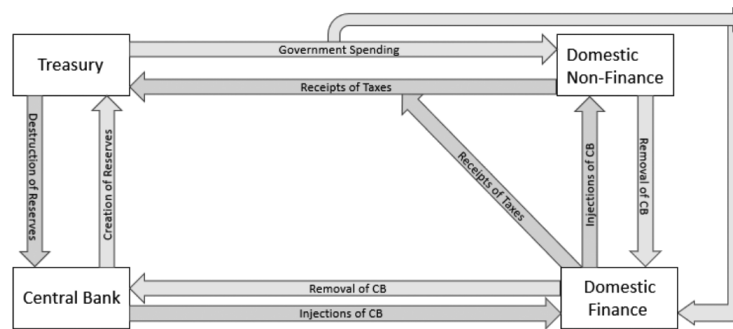 Government Spending
Treasury
Domestic
Non-Finance
Receipts of Taxes
Destruction of Reserves
Creation of Reserves
Receipts of Taxes
Injections of CB
Removal of CB
Central Bank
Removal of CB
Injections of CB
Domestic
Finance